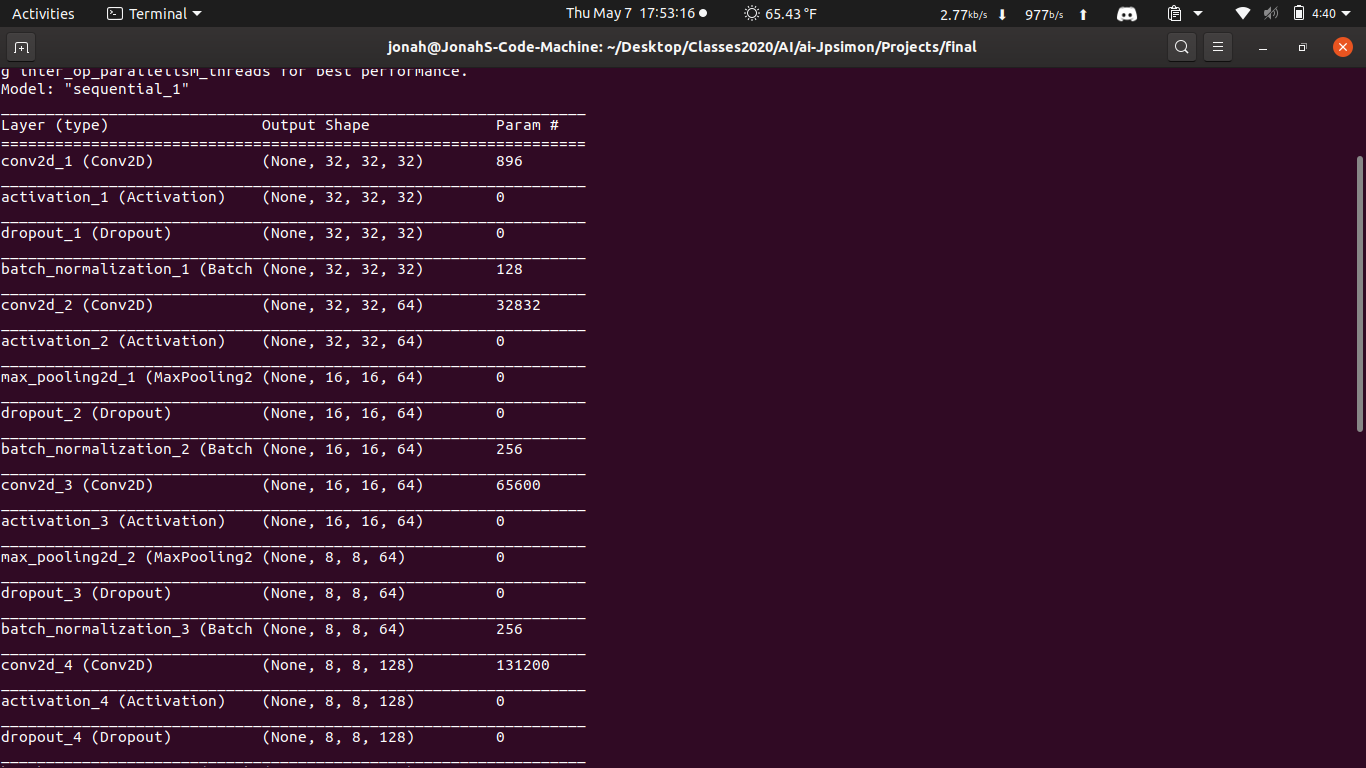 Activities Terminal Thu May 7 17:53:16 65.43 °F 2.77kb/s 977b/s 4:40
jonah@JonahS-Code-Machine: ~/Desktop/Classes2020/AI/ai-Jpsimon/Projects/final
g inter_op_parallelism_threads for best performance.
Model: "sequential_1"
_________________________________________________________________
Layer (type)                 Output Shape              Param #
=================================================================
conv2d_1 (Conv2D)            (None, 32, 32, 32)        896
_________________________________________________________________
activation_1 (Activation)    (None, 32, 32, 32)        0
_________________________________________________________________
dropout_1 (Dropout)          (None, 32, 32, 32)        0
_________________________________________________________________
batch_normalization_1 (Batch (None, 32, 32, 32)        128
_________________________________________________________________
conv2d_2 (Conv2D)            (None, 32, 32, 64)        32832
_________________________________________________________________
activation_2 (Activation)    (None, 32, 32, 64)        0
_________________________________________________________________
max_pooling2d_1 (MaxPooling2 (None, 16, 16, 64)        0
_________________________________________________________________
dropout_2 (Dropout)          (None, 16, 16, 64)        0
_________________________________________________________________
batch_normalization_2 (Batch (None, 16, 16, 64)        256
_________________________________________________________________
conv2d_3 (Conv2D)            (None, 16, 16, 64)        65600
_________________________________________________________________
activation_3 (Activation)    (None, 16, 16, 64)        0
_________________________________________________________________
max_pooling2d_2 (MaxPooling2 (None, 8, 8, 64)          0
_________________________________________________________________
dropout_3 (Dropout)          (None, 8, 8, 64)          0
_________________________________________________________________
batch_normalization_3 (Batch (None, 8, 8, 64)          256
_________________________________________________________________
conv2d_4 (Conv2D)            (None, 8, 8, 128)         131200
_________________________________________________________________
activation_4 (Activation)    (None, 8, 8, 128)         0
_________________________________________________________________
dropout_4 (Dropout)          (None, 8, 8, 128)         0
_________________________________________________________________